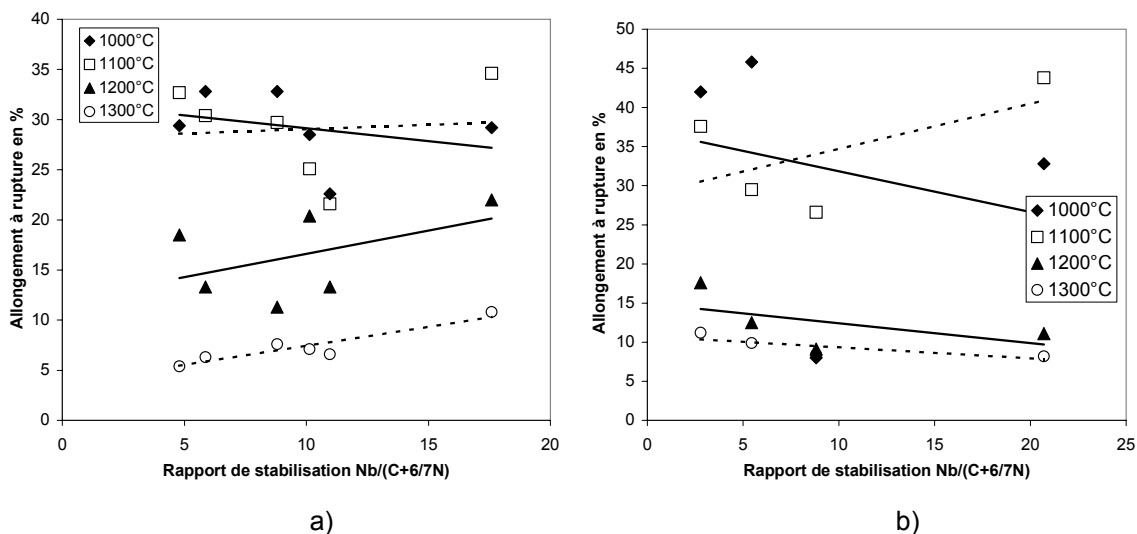 40
35
30
25
20
15
10
5
0
Allongement à rupture en %
1000°C
1100°C
1200°C
1300°C
0 5 10 15 20
Rapport de stabilisation Nb/(C+6/7N)
a)
50
45
40
35
30
25
20
15
10
5
0
Allongement à rupture en %
1000°C
1100°C
1200°C
1300°C
0 5 10 15 20 25
Rapport de stabilisation Nb/(C+6/7N)
b)